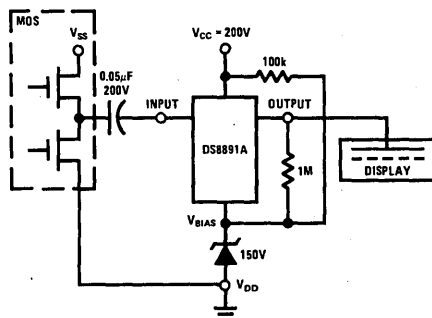 MOS
VSS
VCC = 200V
0.05µF
200V
100k
INPUT
OUTPUT
DS8891A
1M
DISPLAY
VBIAS
150V
VDD